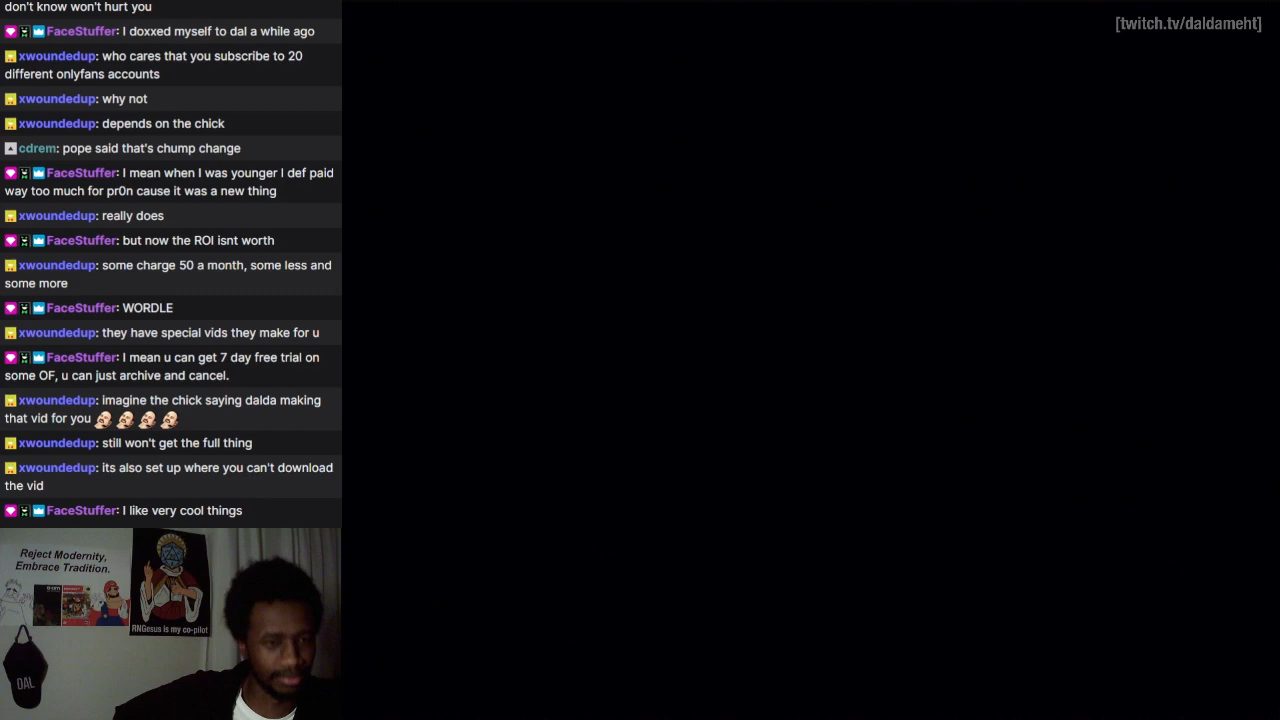 don't know won't hurt you
[twitch.tv/daldameht]
FaceStuffer: I doxxed myself to dal a while ago
xwoundedup: who cares that you subscribe to 20
different onlyfans accounts
xwoundedup: why not
xwoundedup: depends on the chick
cdrem: pope said that's chump change
FaceStuffer: I mean when I was younger I def paid
way too much for pr0n cause it was a new thing
xwoundedup: really does
FaceStuffer: but now the ROI isnt worth
xwoundedup: some charge 50 a month, some less and
some more
FaceStuffer: WORDLE
xwoundedup: they have special vids they make for u
FaceStuffer: I mean u can get 7 day free trial on
some OF, u can just archive and cancel.
xwoundedup: imagine the chick saying dalda making
that vid for you
xwoundedup: still won't get the full thing
xwoundedup: its also set up where you can't download
the vid
FaceStuffer: I like very cool things
Reject Modernity,
Embrace Tradition.
RNGesus is my co-pilot
DAL